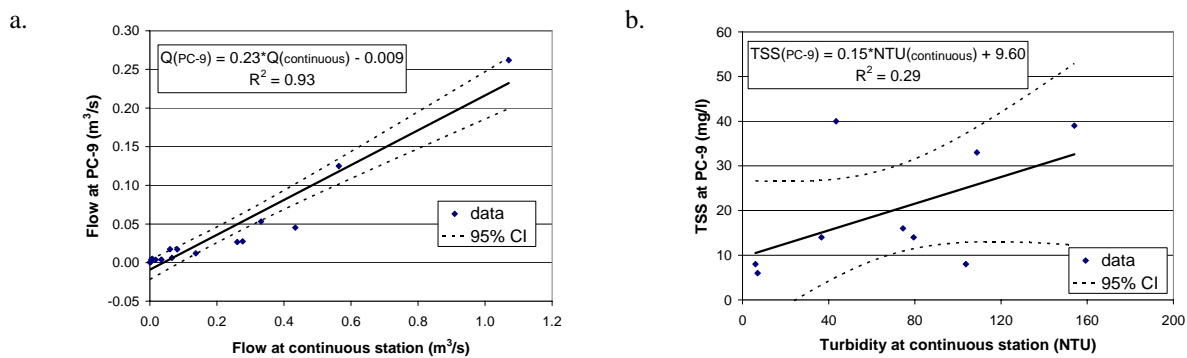 a.
0.30
0.25
0.20
0.15
0.10
0.05
0.00
-0.05
Flow at PC-9 (m³/s)
Q(PC-9) = 0.23*Q(continuous) - 0.009
R² = 0.93
data
95% CI
0.0 0.2 0.4 0.6 0.8 1.0 1.2
Flow at continuous station (m³/s)
b.
60
50
40
30
20
10
0
TSS at PC-9 (mg/l)
TSS(PC-9) = 0.15*NTU(continuous) + 9.60
R² = 0.29
data
95% CI
0 40 80 120 160 200
Turbidity at continuous station (NTU)